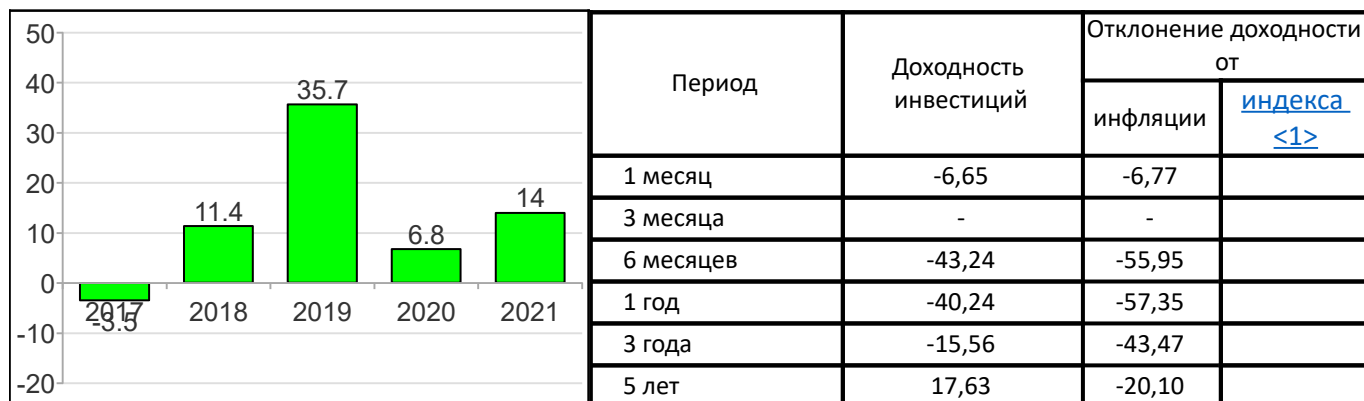 50
40
30
20
10
0
-10
-20
-3.5
11.4
35.7
6.8
14
2017 2018 2019 2020 2021
Период
Доходность
инвестиций
Отклонение доходности
от
инфляции
индекса
<1>
1 месяц -6,65 -6,77
3 месяца - -
6 месяцев -43,24 -55,95
1 год -40,24 -57,35
3 года -15,56 -43,47
5 лет 17,63 -20,10